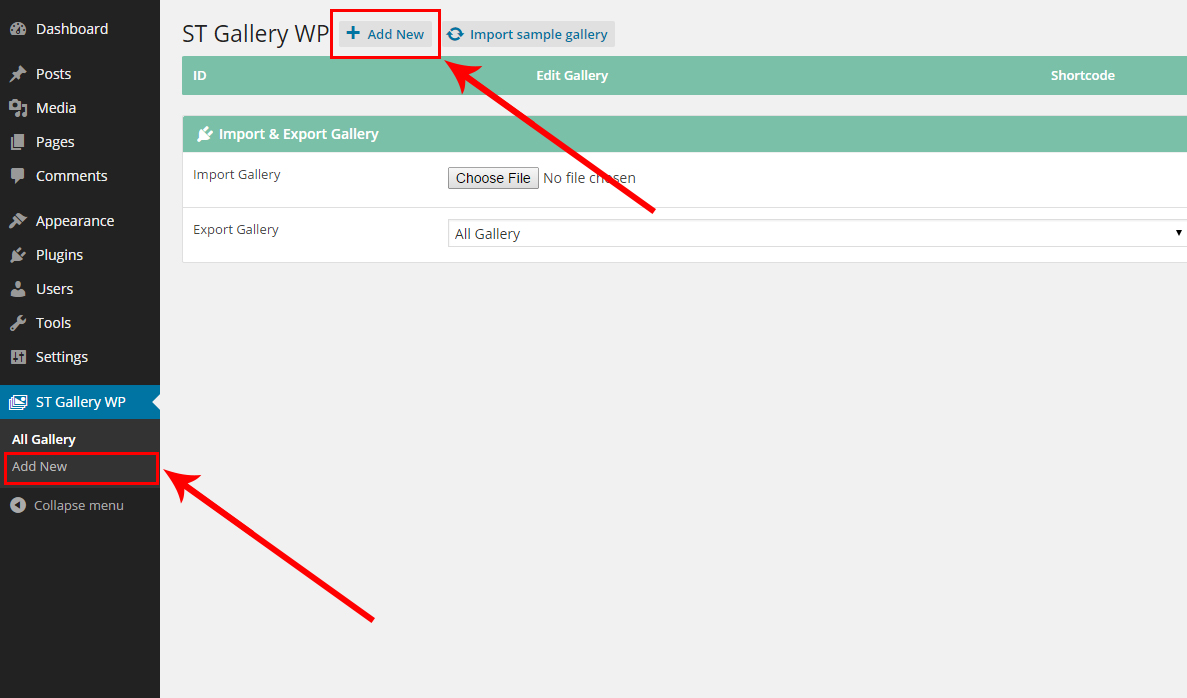 Dashboard
Posts
Media
Pages
Comments
Appearance
Plugins
Users
Tools
Settings
ST Gallery WP
All Gallery
Add New
Collapse menu
ST Gallery WP Add New Import sample gallery
ID Edit Gallery Shortcode
Import & Export Gallery
Import Gallery Choose File No file chosen
Export Gallery All Gallery